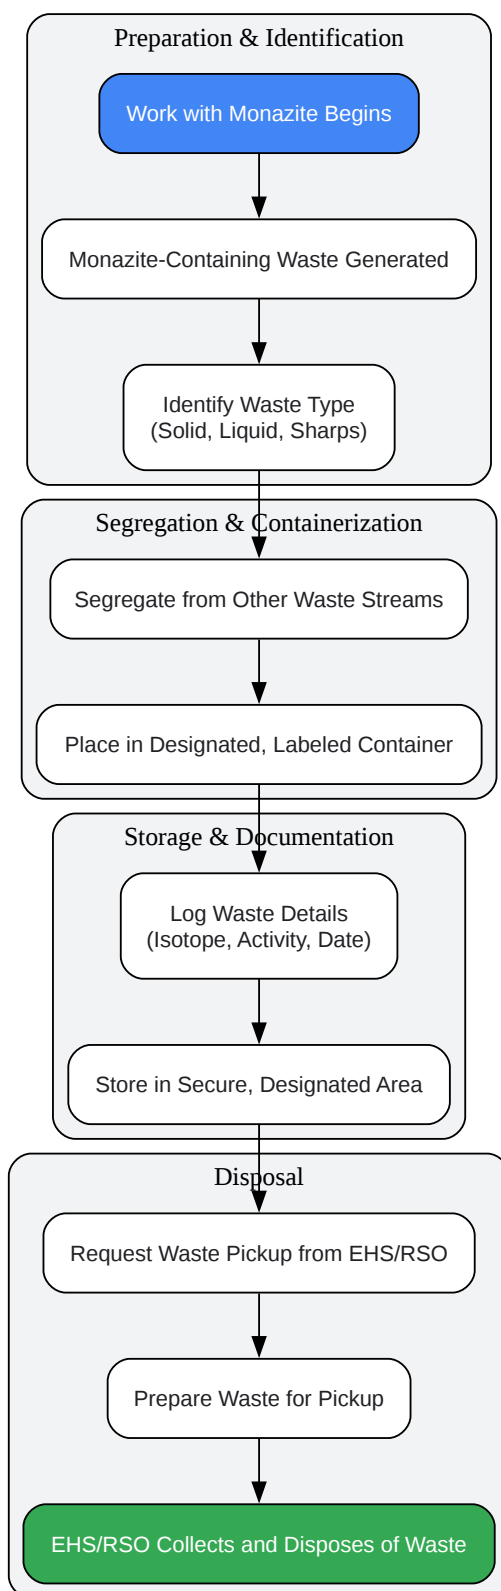 Preparation & Identification
Work with Monazite Begins
Monazite-Containing Waste Generated
Identify Waste Type
(Solid, Liquid, Sharps)
Segregation & Containerization
Segregate from Other Waste Streams
Place in Designated, Labeled Container
Storage & Documentation
Log Waste Details
(Isotope, Activity, Date)
Store in Secure, Designated Area
Disposal
Request Waste Pickup from EHS/RSO
Prepare Waste for Pickup
EHS/RSO Collects and Disposes of Waste